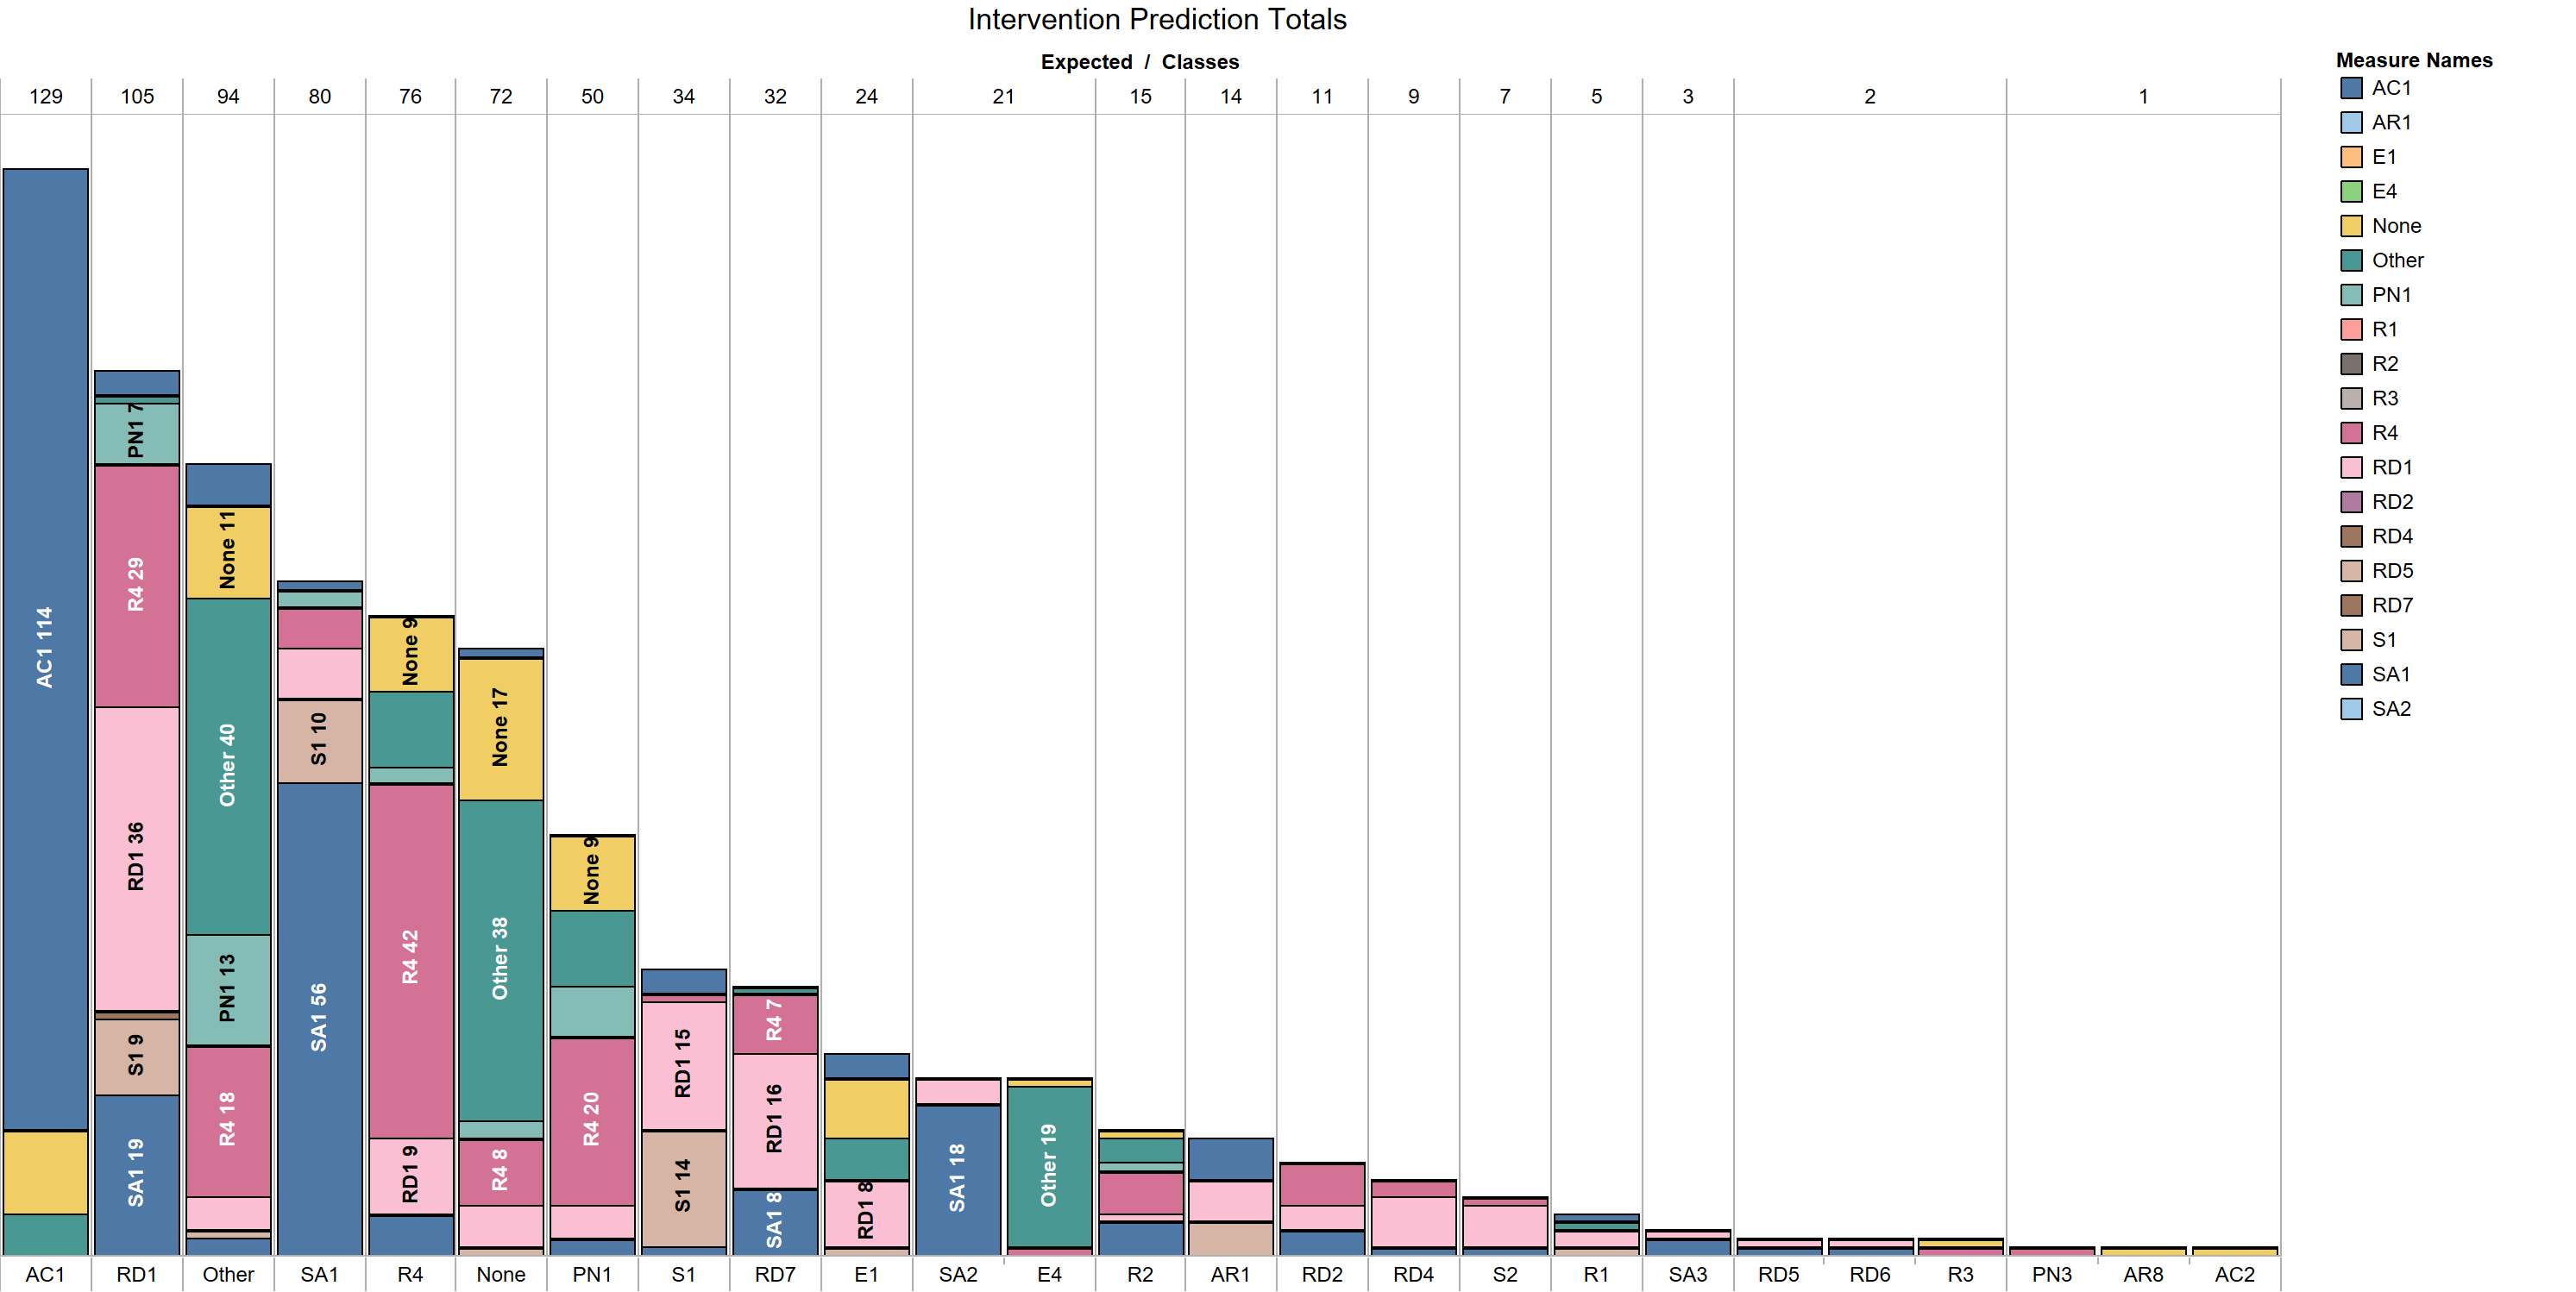 Intervention Prediction Totals
Expected / Classes
129 105 94 80 76 72 50 34 32 24 21 15 14 11 9 7 5 3 2 1
AC1 114
PN1 7
R4 29
RD1 36
S1 9
SA1 19
None 11
Other 40
PN1 13
R4 18
S1 10
SA1 56
None 9
R4 42
RD1 9
None 17
Other 38
R4 8
None 9
R4 20
RD1 15
S1 14
R4 7
RD1 16
SA1 8
RD1 8
SA1 18
Other 19
AC1 RD1 Other SA1 R4 None PN1 S1 RD7 E1 SA2 E4 R2 AR1 RD2 RD4 S2 R1 SA3 RD5 RD6 R3 PN3 AR8 AC2
Measure Names
AC1
AR1
E1
E4
None
Other
PN1
R1
R2
R3
R4
RD1
RD2
RD4
RD5
RD7
S1
SA1
SA2